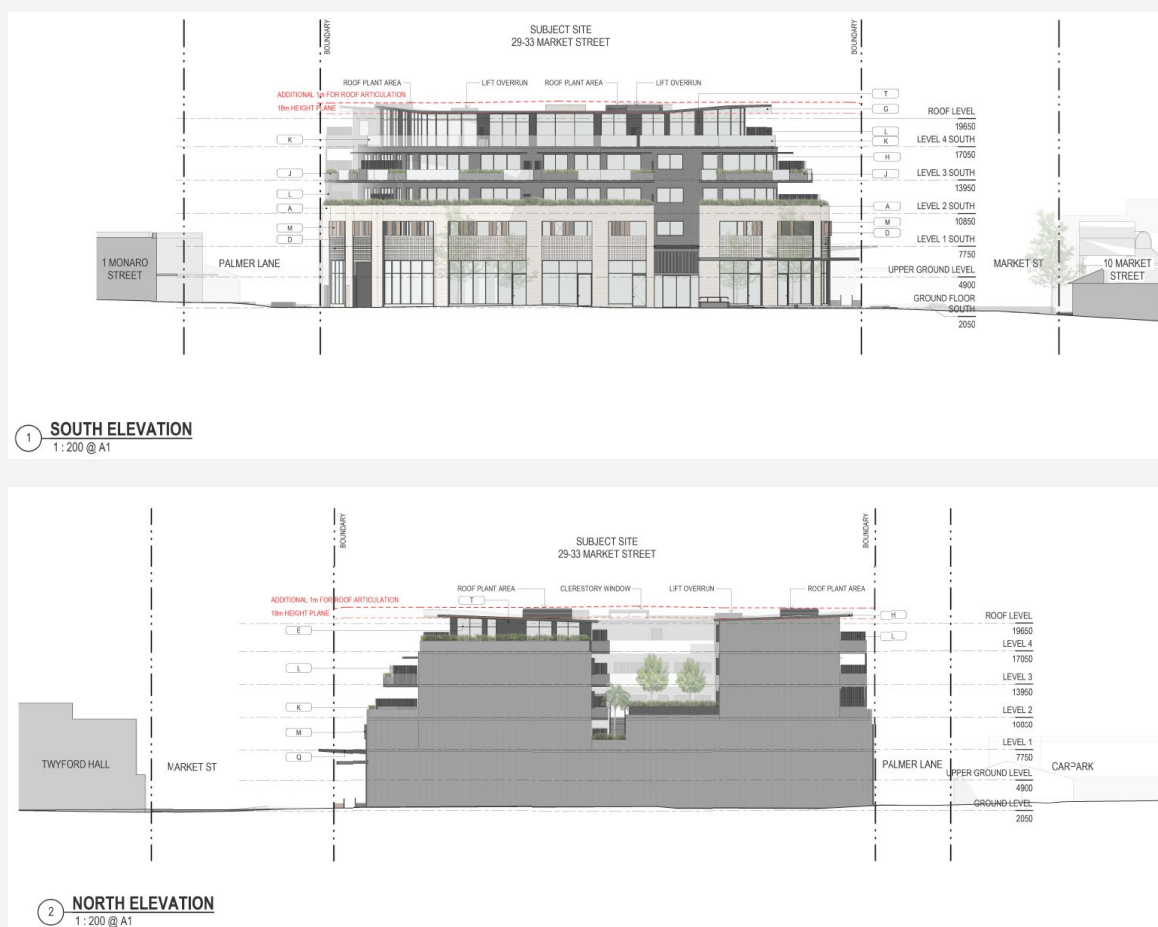 SUBJECT SITE
29-33 MARKET STREET
BOUNDARY
BOUNDARY
ROOF PLANT AREA
LIFT OVERRUN
ROOF PLANT AREA
LIFT OVERRUN
ADDITIONAL 1m FOR ROOF ARTICULATION
18m HEIGHT PLANE
T
G
L
K
H
J
A
M
D
K
J
L
A
M
D
ROOF LEVEL
19650
LEVEL 4 SOUTH
17050
LEVEL 3 SOUTH
13950
LEVEL 2 SOUTH
10850
LEVEL 1 SOUTH
7750
UPPER GROUND LEVEL
4900
GROUND FLOOR
SOUTH
2050
1 MONARO
STREET
PALMER LANE
MARKET ST
10 MARKET
STREET
1
SOUTH ELEVATION
1 : 200 @ A1
SUBJECT SITE
29-33 MARKET STREET
BOUNDARY
BOUNDARY
ROOF PLANT AREA
CLERESTORY WINDOW
LIFT OVERRUN
ROOF PLANT AREA
ADDITIONAL 1m FOR ROOF ARTICULATION
T
18m HEIGHT PLANE
E
L
K
M
Q
H
L
ROOF LEVEL
19650
LEVEL 4
17050
LEVEL 3
13950
LEVEL 2
10850
LEVEL 1
7750
UPPER GROUND LEVEL
4900
GROUND LEVEL
2050
TWYFORD HALL
MARKET ST
PALMER LANE
CARPARK
2
NORTH ELEVATION
1 : 200 @ A1